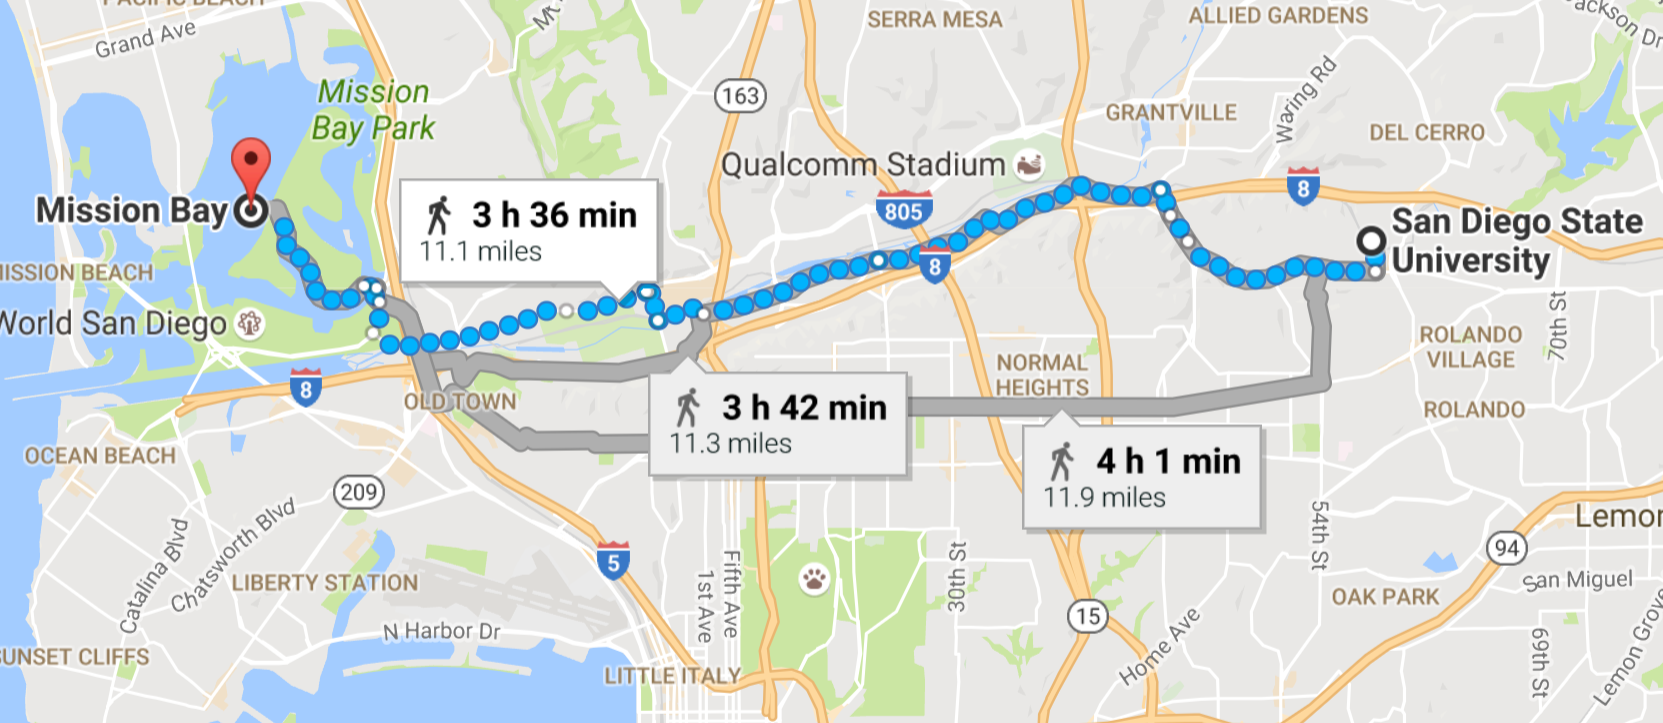 PACIFIC BEACH
Grand Ave
Mission
Bay Park
Mt.
163
SERRA MESA
ALLIED GARDENS
Jackson Dr
GRANTVILLE
Waring Rd
DEL CERRO
Qualcomm Stadium
805
8
8
Mission Bay
3 h 36 min
11.1 miles
San Diego State
University
MISSION BEACH
World San Diego
8
OLD TOWN
3 h 42 min
11.3 miles
NORMAL
HEIGHTS
4 h 1 min
11.9 miles
ROLANDO
VILLAGE
70th St
ROLANDO
OCEAN BEACH
209
Catalina Blvd
Chatsworth Blvd
LIBERTY STATION
5
1st Ave
Fifth Ave
30th St
15
54th St
94
Lemon
San Miguel
OAK PARK
Home Ave
69th St
Lemon Grove
N Harbor Dr
SUNSET CLIFFS
LITTLE ITALY